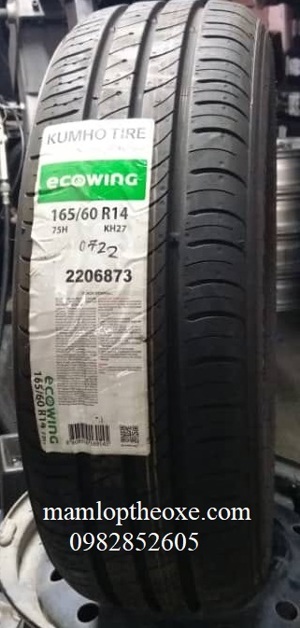 KUMHO TIRE
ecowing
165/60 R14
75H KH27
0722
2206873
ecowing
165/60 R14
mamloptheoxe.com
0982852605